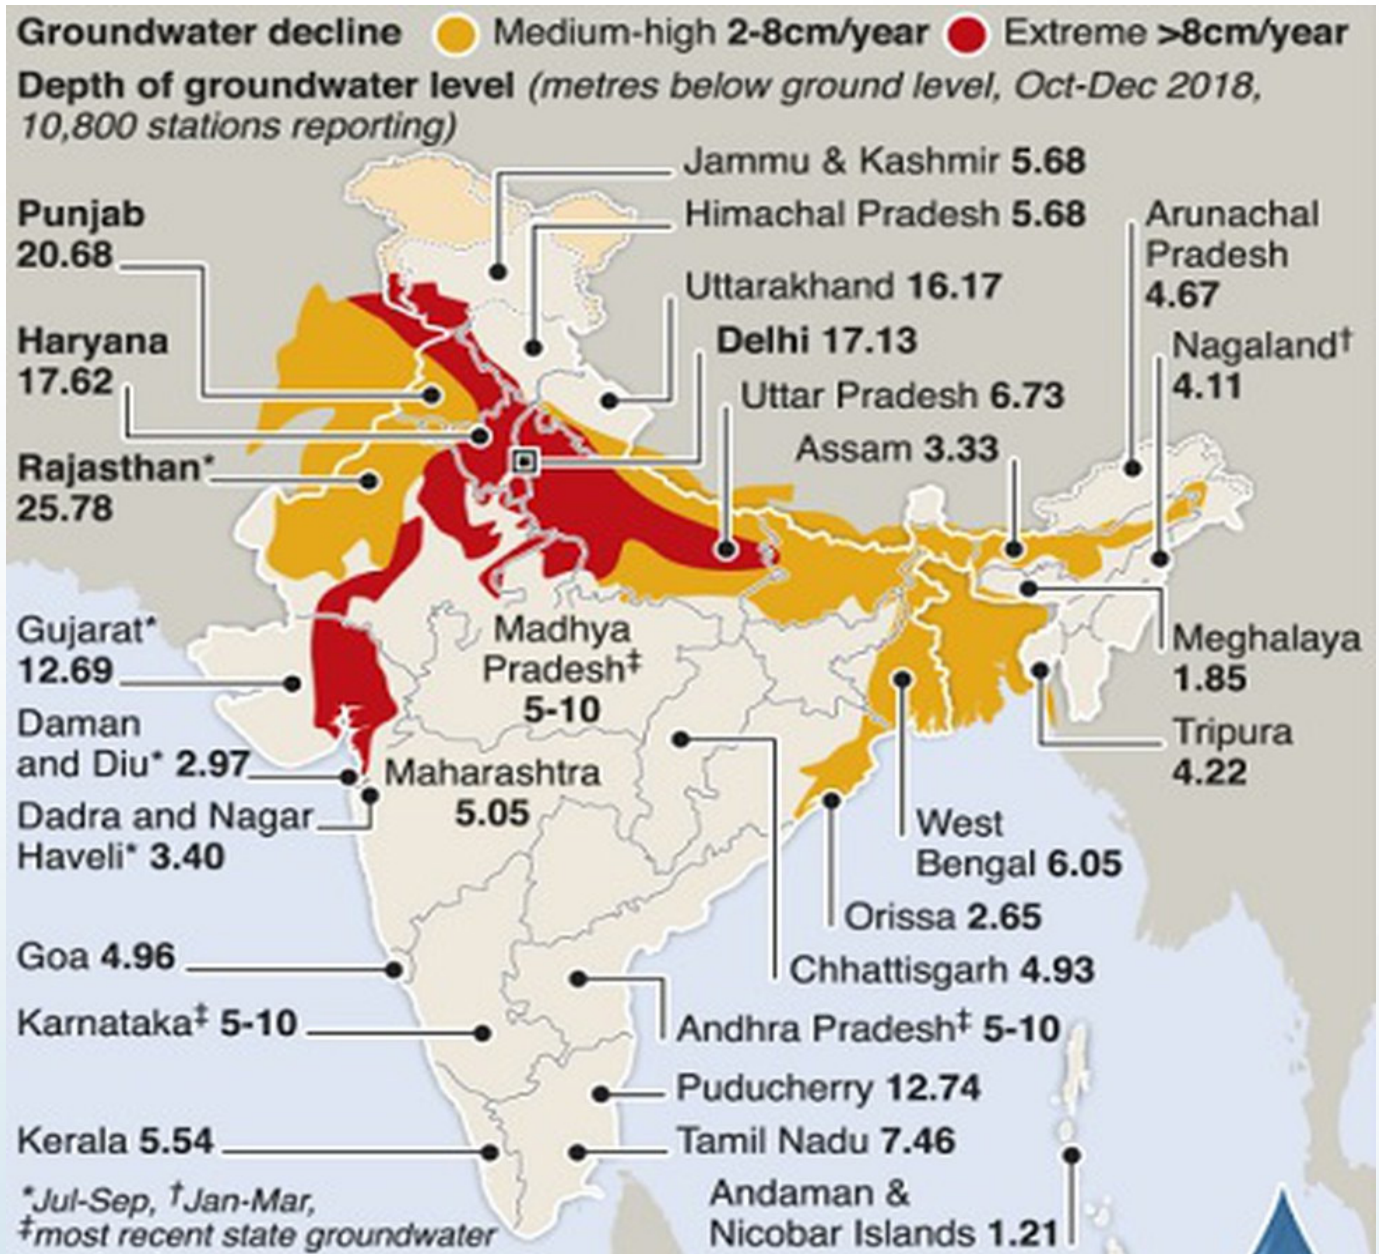 Groundwater decline Medium-high 2-8cm/year Extreme >8cm/year
Depth of groundwater level (metres below ground level, Oct-Dec 2018,
10,800 stations reporting)
Jammu & Kashmir 5.68
Himachal Pradesh 5.68
Uttarakhand 16.17
Delhi 17.13
Uttar Pradesh 6.73
Assam 3.33
Arunachal
Pradesh
4.67
Nagaland†
4.11
Punjab
20.68
Haryana
17.62
Rajasthan*
25.78
Gujarat*
12.69
Daman
and Diu* 2.97
Dadra and Nagar
Haveli* 3.40
Madhya
Pradesh‡
5-10
Maharashtra
5.05
Meghalaya
1.85
Tripura
4.22
West
Bengal 6.05
Orissa 2.65
Chhattisgarh 4.93
Goa 4.96
Karnataka‡ 5-10
Andhra Pradesh‡ 5-10
Puducherry 12.74
Kerala 5.54
Tamil Nadu 7.46
Andaman &
Nicobar Islands 1.21
*Jul-Sep, †Jan-Mar,
‡most recent state groundwater